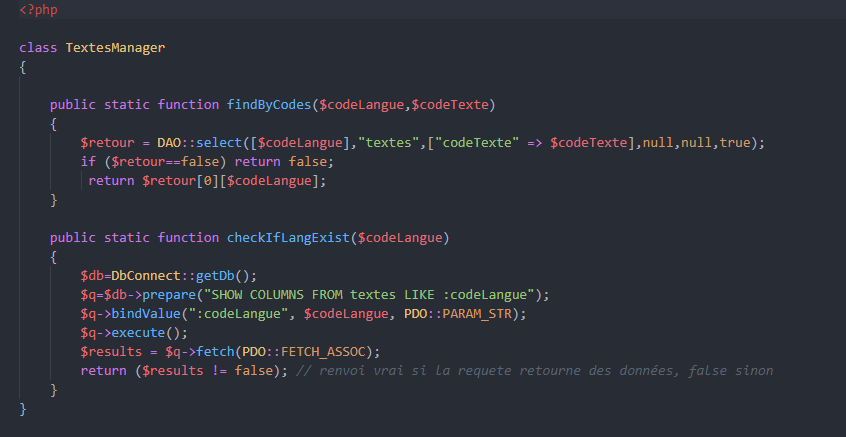 <?php
class TextesManager
{
public static function findByCodes($codeLangue,$codeTexte)
{
$retour = DAO::select([$codeLangue],"textes",["codeTexte" => $codeTexte],null,null,true);
if ($retour==false) return false;
return $retour[0][$codeLangue];
}
public static function checkIfLangExist($codeLangue)
{
$db=DbConnect::getDb();
$q=$db->prepare("SHOW COLUMNS FROM textes LIKE :codeLangue");
$q->bindValue(":codeLangue", $codeLangue, PDO::PARAM_STR);
$q->execute();
$results = $q->fetch(PDO::FETCH_ASSOC);
return ($results != false); // renvoi vrai si la requete retourne des données, false sinon
}
}